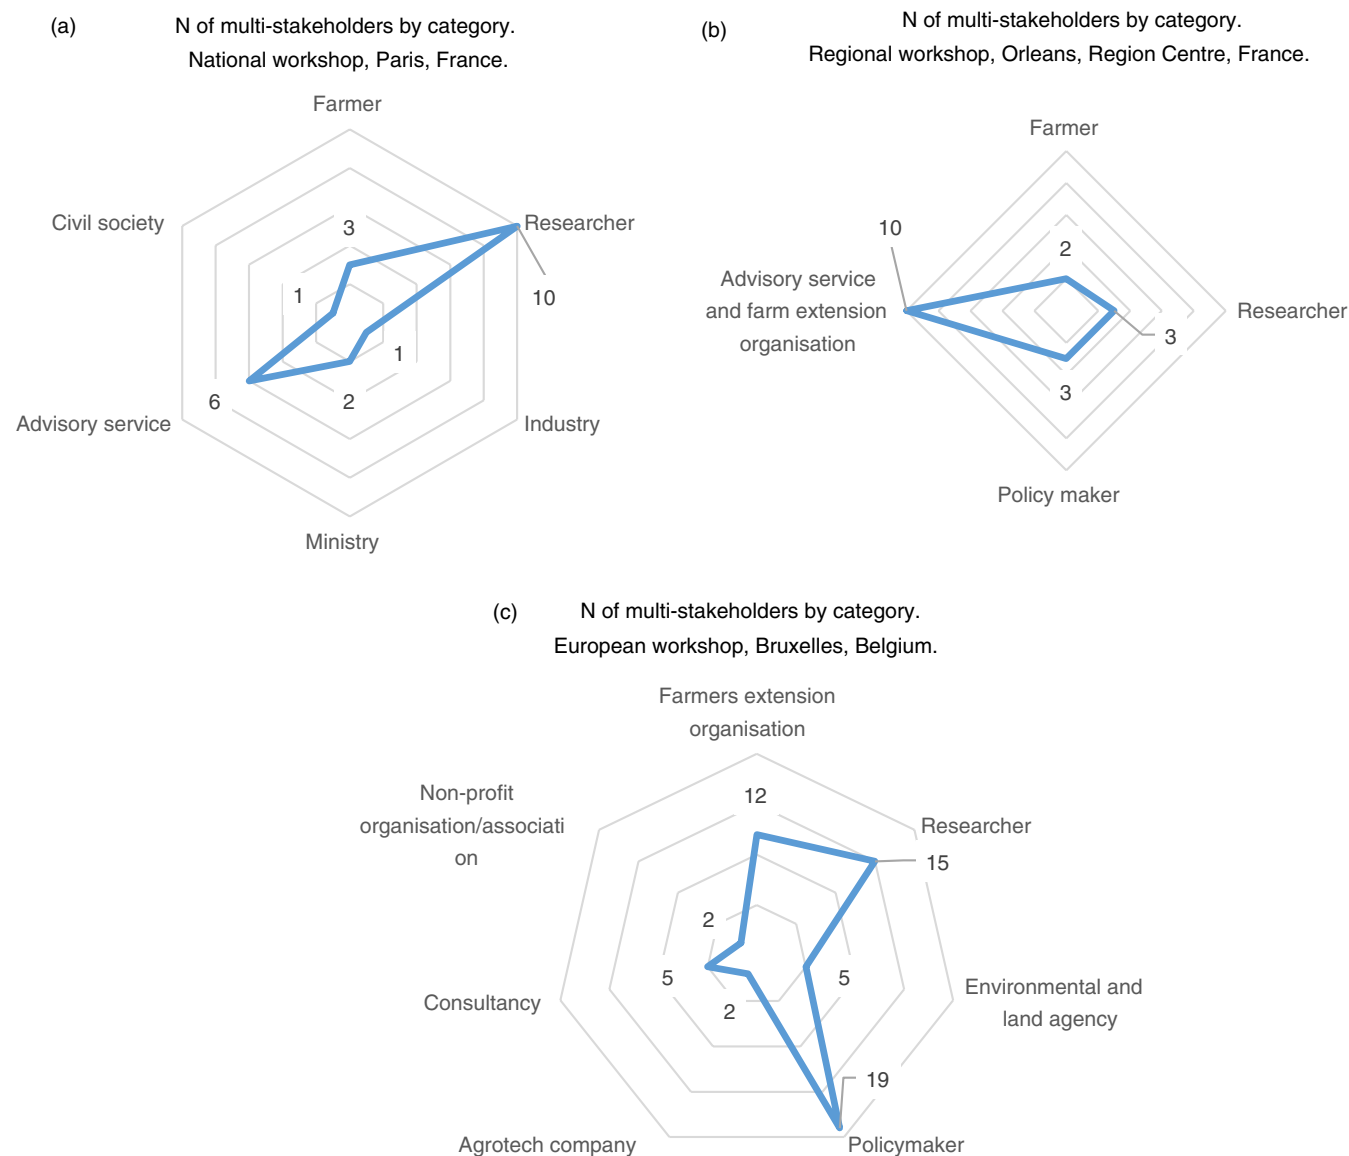 (a)
N of multi-stakeholders by category.
National workshop, Paris, France.
Farmer
Civil society
3
Researcher
1
10
1
6
2
Advisory service
Industry
Ministry
(b)
N of multi-stakeholders by category.
Regional workshop, Orleans, Region Centre, France.
Farmer
10
2
Advisory service
and farm extension
organisation
Researcher
3
3
Policy maker
(c)
N of multi-stakeholders by category.
European workshop, Bruxelles, Belgium.
Farmers extension
organisation
Non-profit
organisation/associati
on
12
Researcher
15
2
5
5
Environmental and
land agency
Consultancy
2
19
Agrotech company
Policymaker